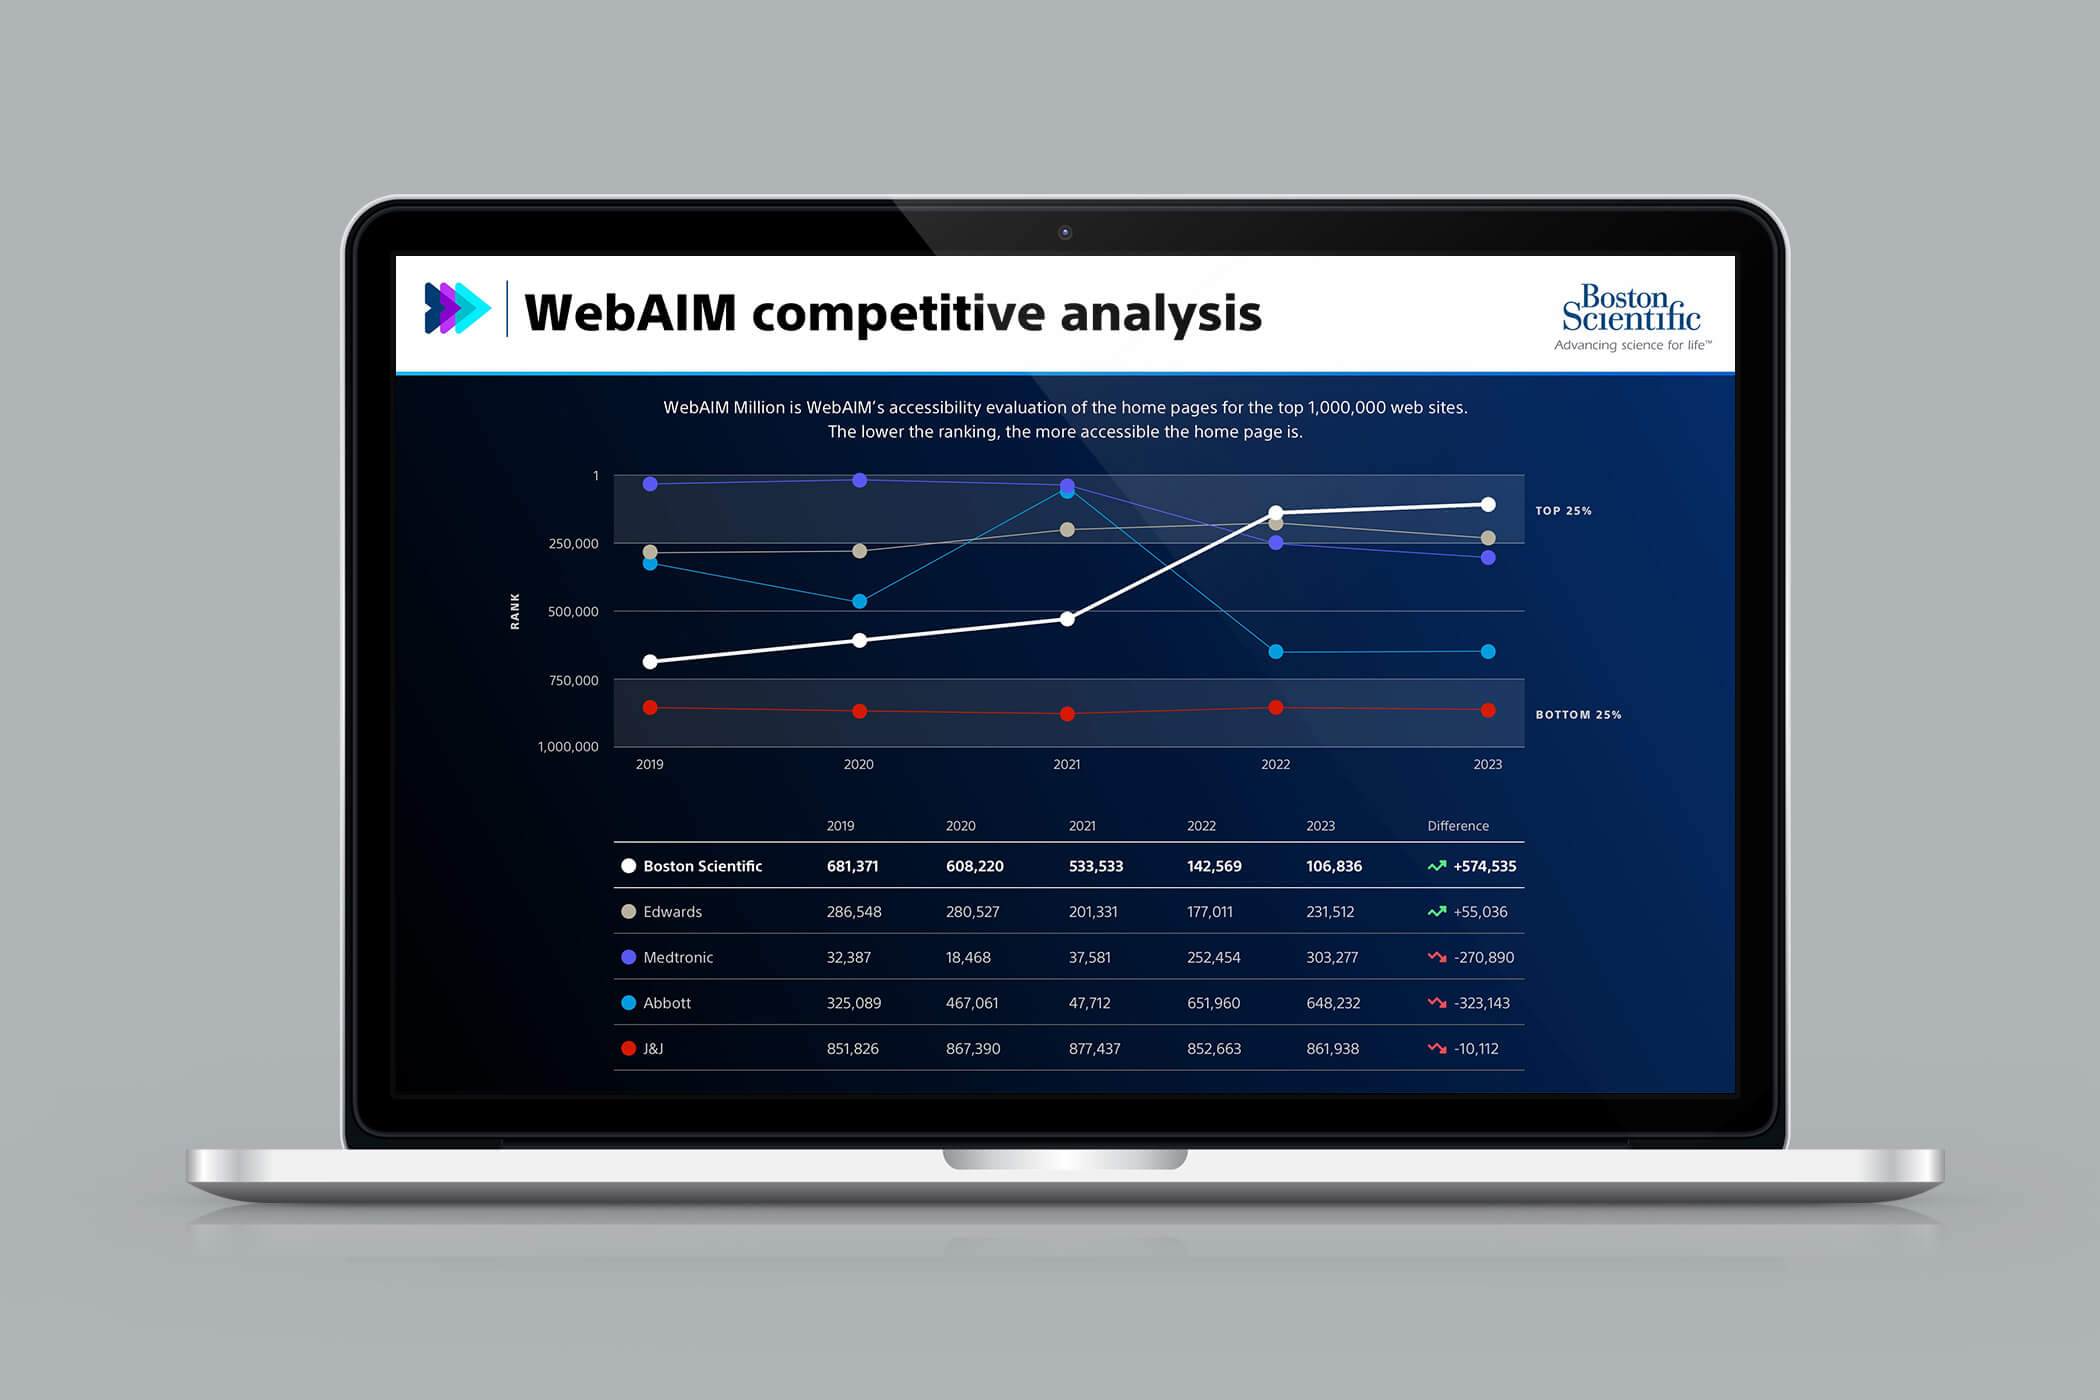 WebAIM competitive analysis
Boston
Scientific
Advancing science for life™
WebAIM Million is WebAIM's accessibility evaluation of the home pages for the top 1,000,000 web sites.
The lower the ranking, the more accessible the home page is.
RANK
1
250,000
500,000
750,000
1,000,000
TOP 25%
BOTTOM 25%
2019 2020 2021 2022 2023
2019 2020 2021 2022 2023 Difference
Boston Scientific 681,371 608,220 533,533 142,569 106,836 +574,535
Edwards 286,548 280,527 201,331 177,011 231,512 +55,036
Medtronic 32,387 18,468 37,581 252,454 303,277 -270,890
Abbott 325,089 467,061 47,712 651,960 648,232 -323,143
J&J 851,826 867,390 877,437 852,663 861,938 -10,112